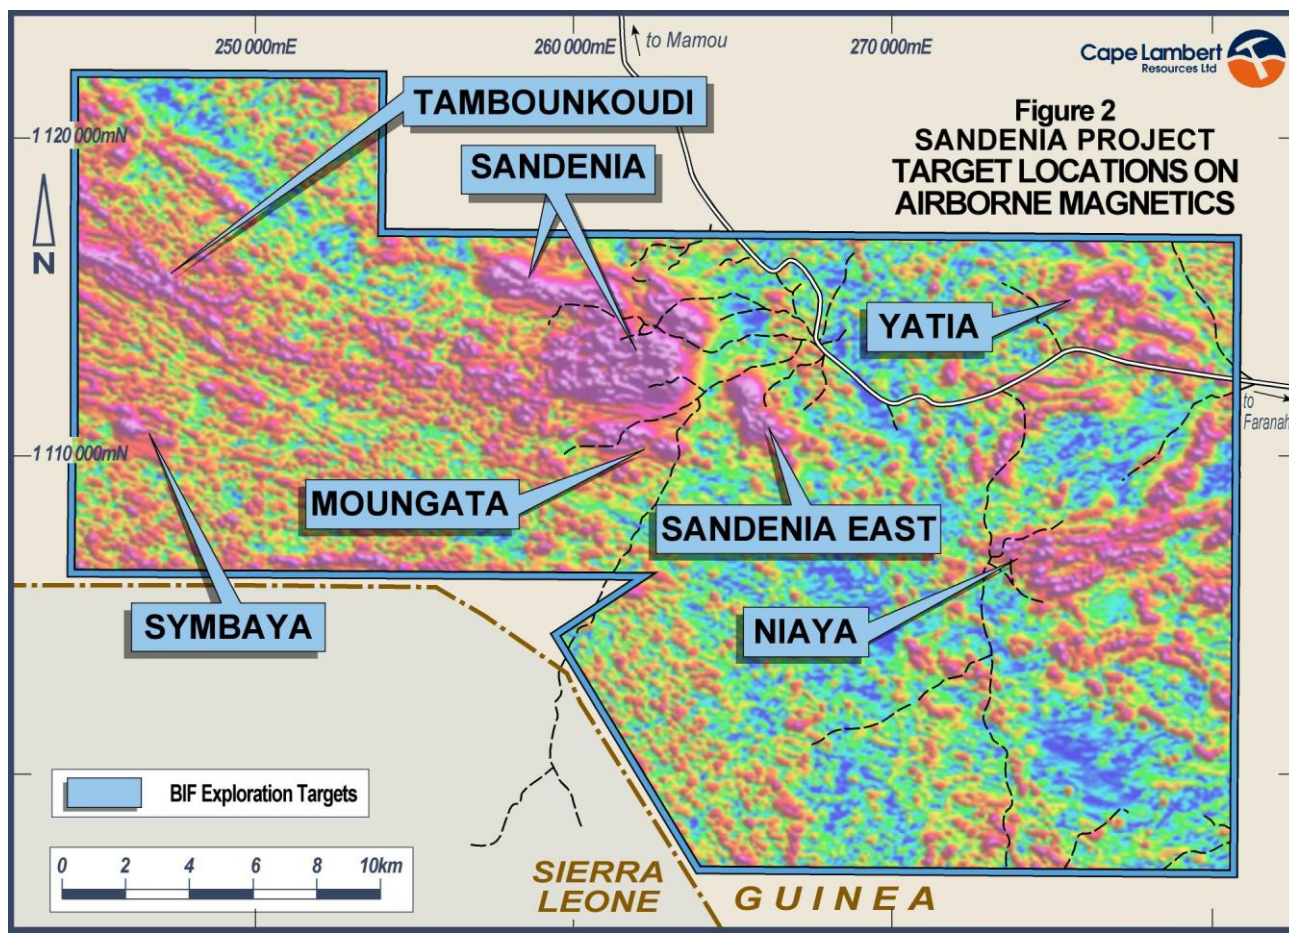 250 000mE
260 000mE
270 000mE
to Mamou
Cape Lambert
Resources Ltd
Figure 2
SANDENIA PROJECT
TARGET LOCATIONS ON
AIRBORNE MAGNETICS
TAMBOUNKOUDI
1 120 000mN
SANDENIA
N
YATIA
to
Faranah
1 110 000mN
MOUNGATA
SANDENIA EAST
SYMBAYA
NIAYA
BIF Exploration Targets
0 2 4 6 8 10km
SIERRA
LEONE
GUINEA